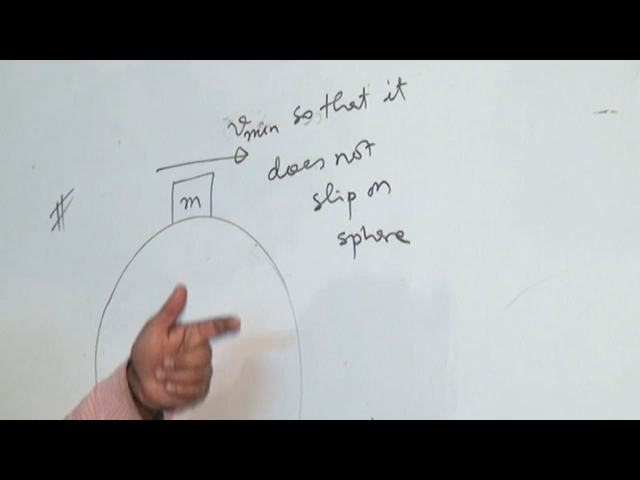 vmin so that it
does not
slip on
sphere
#
m